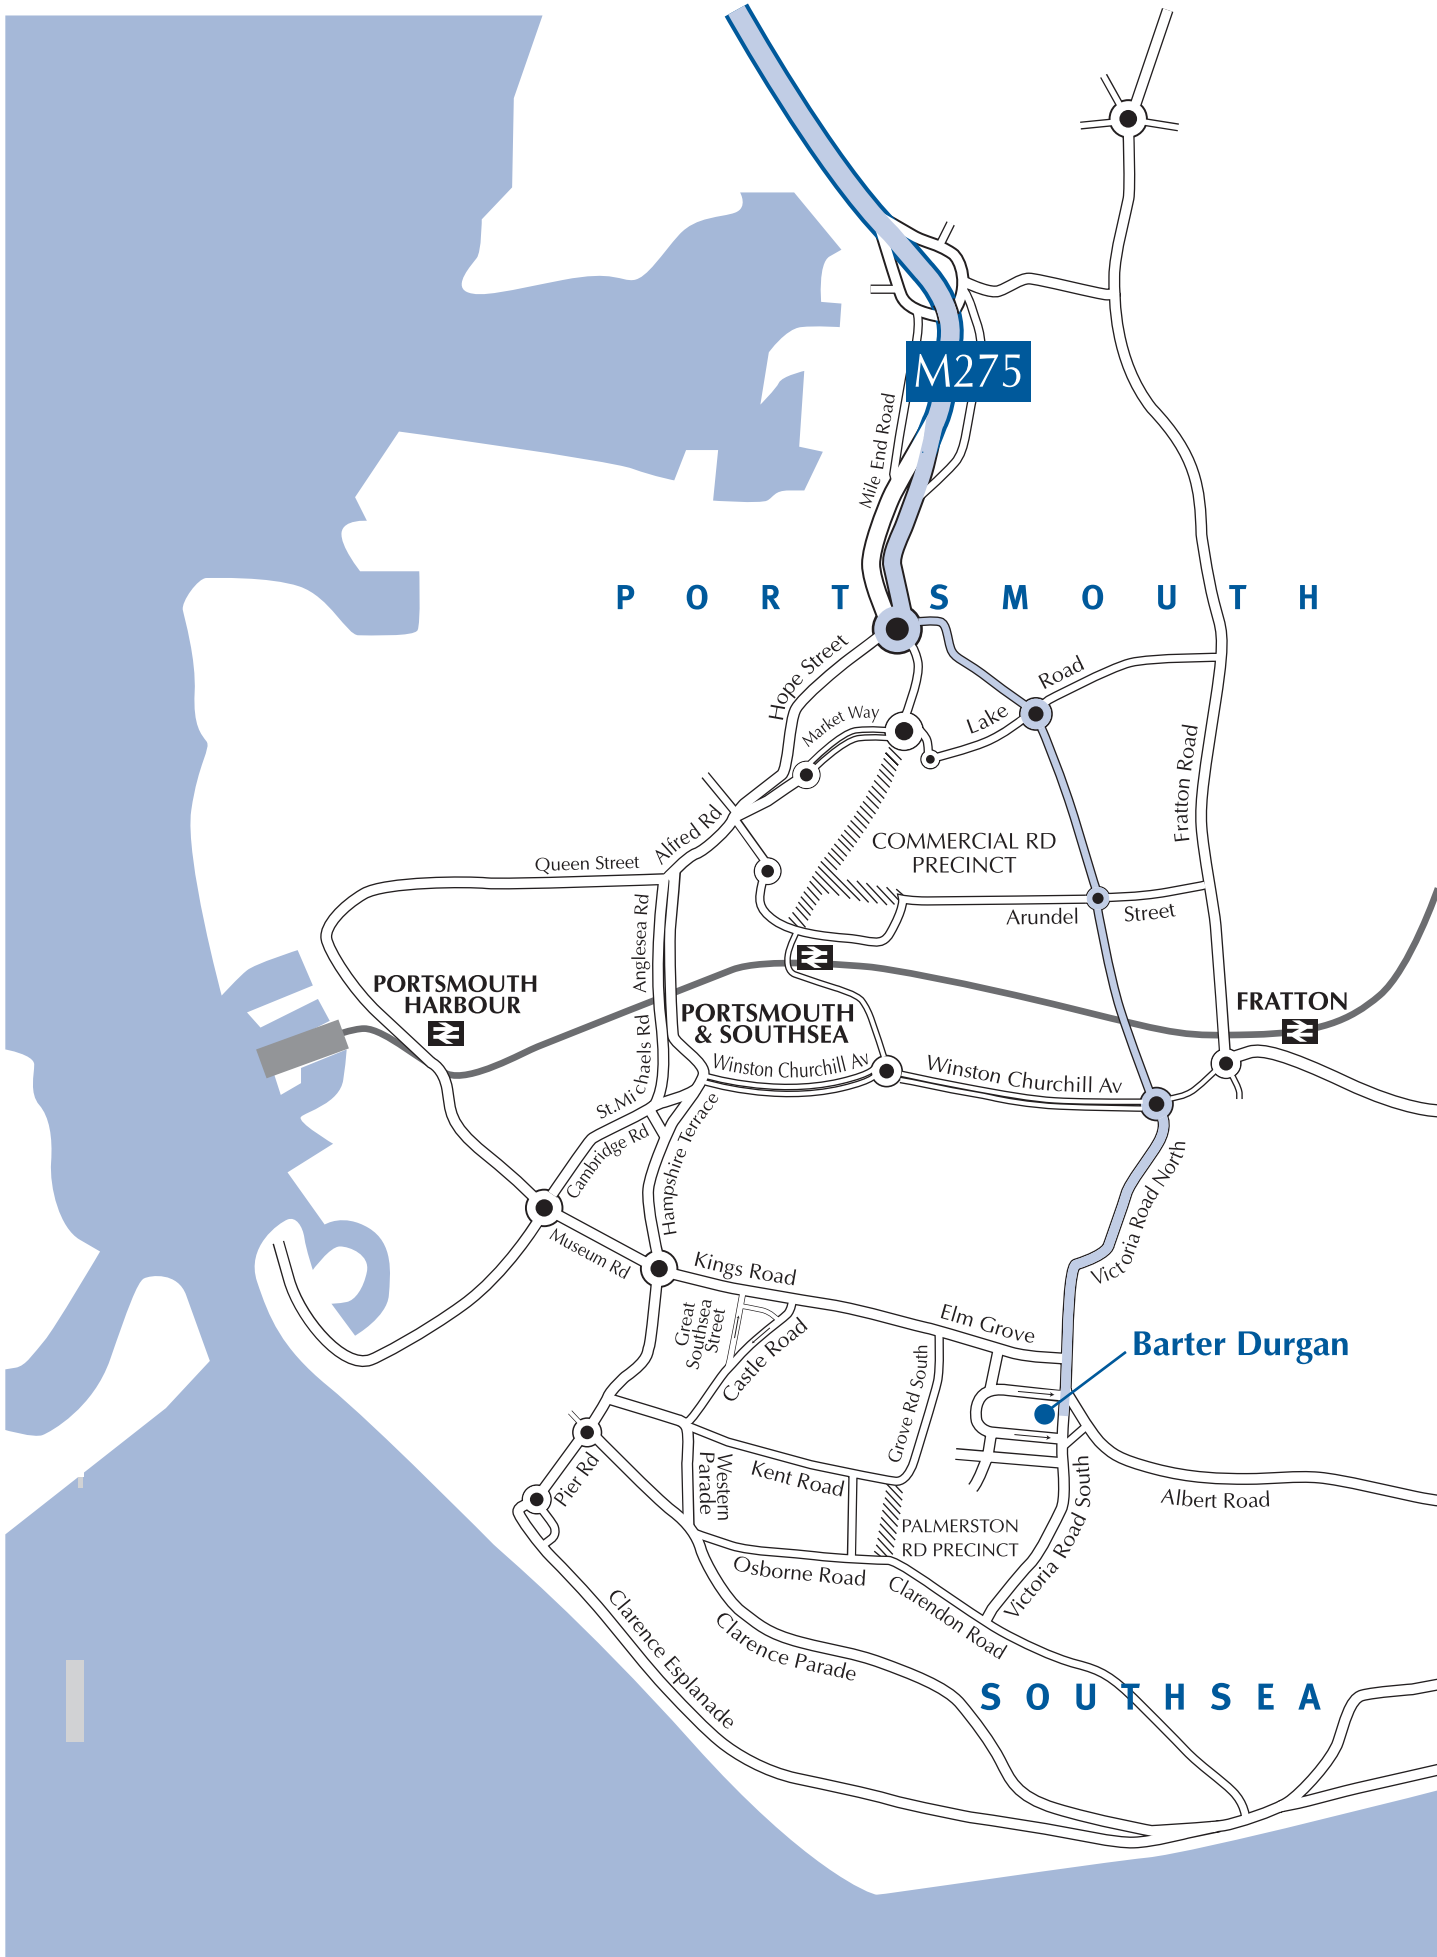 M275
Mile End Road
PORTSMOUTH
Hope Street
Market Way
Lake
Road
Fratton Road
Alfred Rd
COMMERCIAL RD
PRECINCT
Queen Street
Arundel
Street
Anglesea Rd
PORTSMOUTH
HARBOUR
PORTSMOUTH
& SOUTHSEA
FRATTON
St.Michaels Rd
Winston Churchill Av
Winston Churchill Av
Cambridge Rd
Hampshire Terrace
Victoria Road North
Museum Rd
Kings Road
Great
Southsea
Street
Castle Road
Elm Grove
Grove Rd South
Barter Durgan
Pier Rd
Western
Parade
Kent Road
Albert Road
PALMERSTON
RD PRECINCT
Victoria Road South
Osborne Road
Clarendon Road
Clarence Esplanade
Clarence Parade
SOUTHSEA